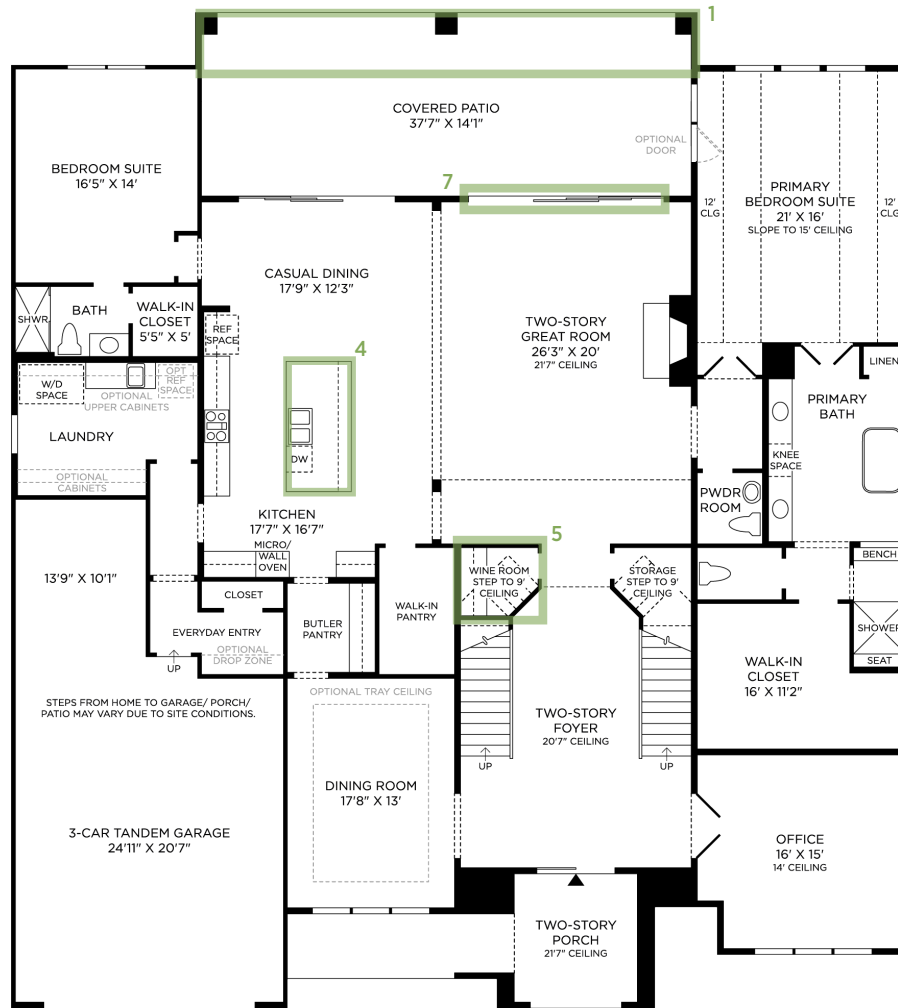 1
COVERED PATIO
37'7" X 14'1"
OPTIONAL
DOOR
BEDROOM SUITE
16'5" X 14'
7
PRIMARY
BEDROOM SUITE
21' X 16'
SLOPE TO 15' CEILING
12'
CLG
12'
CLG
CASUAL DINING
17'9" X 12'3"
BATH
SHWR
WALK-IN
CLOSET
5'5" X 5'
REF
SPACE
TWO-STORY
GREAT ROOM
26'3" X 20'
21'7" CEILING
4
W/D
SPACE
OPT
REF
SPACE
OPTIONAL
UPPER CABINETS
LAUNDRY
OPTIONAL
CABINETS
DW
LINEN
PRIMARY
BATH
KNEE
SPACE
PWDR
ROOM
KITCHEN
17'7" X 16'7"
MICRO/
WALL
OVEN
5
WINE ROOM
STEP TO 9'
CEILING
STORAGE
STEP TO 9'
CEILING
BENCH
13'9" X 10'1"
CLOSET
EVERYDAY ENTRY
OPTIONAL
DROP ZONE
UP
BUTLER
PANTRY
WALK-IN
PANTRY
SHOWER
SEAT
WALK-IN
CLOSET
16' X 11'2"
STEPS FROM HOME TO GARAGE/ PORCH/
PATIO MAY VARY DUE TO SITE CONDITIONS.
OPTIONAL TRAY CEILING
TWO-STORY
FOYER
20'7" CEILING
UP
UP
DINING ROOM
17'8" X 13'
3-CAR TANDEM GARAGE
24'11" X 20'7"
OFFICE
16' X 15'
14' CEILING
TWO-STORY
PORCH
21'7" CEILING